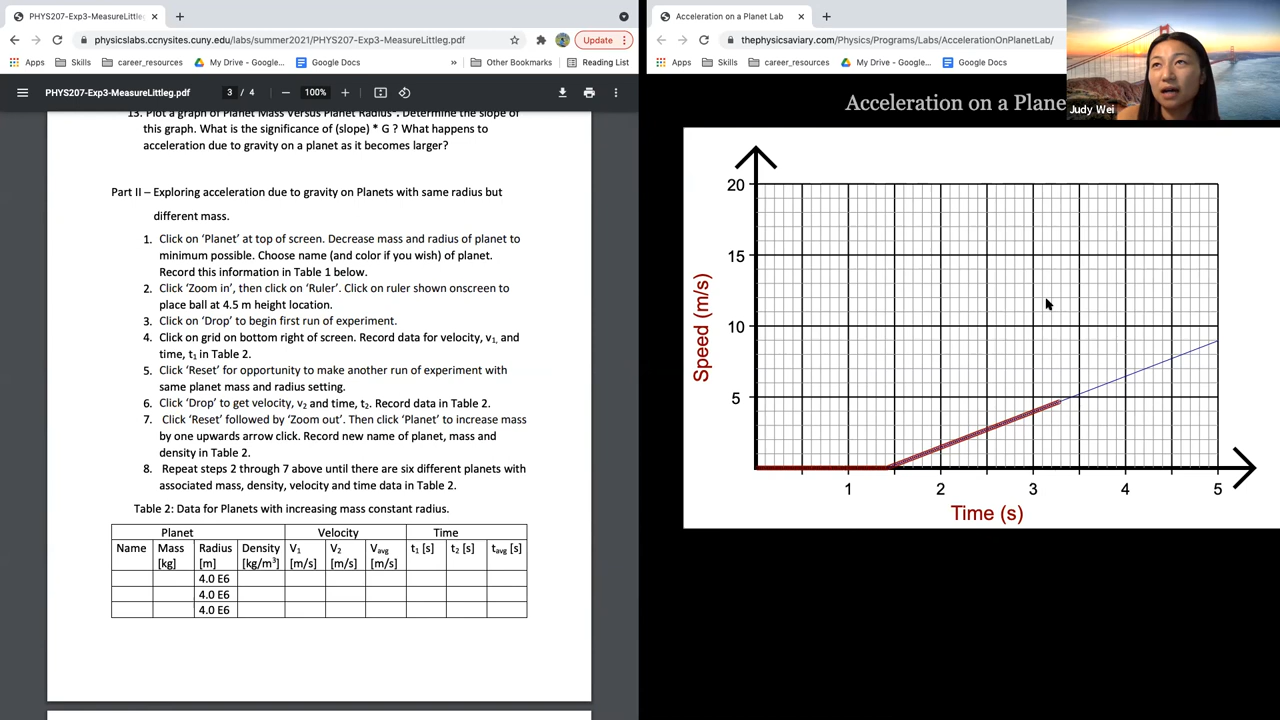 PHYS207-Exp3-MeasureLittleg.
physicslabs.ccnysites.cuny.edu/labs/summer2021/PHYS207-Exp3-MeasureLittleg.pdf
Update
Apps
Skills
career_resources
My Drive - Google...
Google Docs
»
Other Bookmarks
Reading List
PHYS207-Exp3-MeasureLittleg.pdf
3 / 4
100%
13. Plot a graph of Planet Mass versus Planet Radius². Determine the slope of
this graph. What is the significance of (slope) * G ? What happens to
acceleration due to gravity on a planet as it becomes larger?
Part II – Exploring acceleration due to gravity on Planets with same radius but
different mass.
1. Click on 'Planet' at top of screen. Decrease mass and radius of planet to
minimum possible. Choose name (and color if you wish) of planet.
Record this information in Table 1 below.
2. Click 'Zoom in', then click on 'Ruler'. Click on ruler shown onscreen to
place ball at 4.5 m height location.
3. Click on 'Drop' to begin first run of experiment.
4. Click on grid on bottom right of screen. Record data for velocity, v1, and
time, t1 in Table 2.
5. Click 'Reset' for opportunity to make another run of experiment with
same planet mass and radius setting.
6. Click 'Drop' to get velocity, v2 and time, t2. Record data in Table 2.
7. Click 'Reset' followed by 'Zoom out'. Then click 'Planet' to increase mass
by one upwards arrow click. Record new name of planet, mass and
density in Table 2.
8. Repeat steps 2 through 7 above until there are six different planets with
associated mass, density, velocity and time data in Table 2.
Table 2: Data for Planets with increasing mass constant radius.
Planet Velocity Time
Name Mass Radius Density V1 V2 Vavg t1 [s] t2 [s] tavg [s]
[kg] [m] [kg/m³] [m/s] [m/s] [m/s]
4.0 E6
4.0 E6
4.0 E6
Acceleration on a Planet Lab
thephysicsaviary.com/Physics/Programs/Labs/AccelerationOnPlanetLab/
Apps
Skills
career_resources
My Drive - Google...
Google Docs
Judy Wei
Acceleration on a Plane
20
15
10
5
Speed (m/s)
1 2 3 4 5
Time (s)